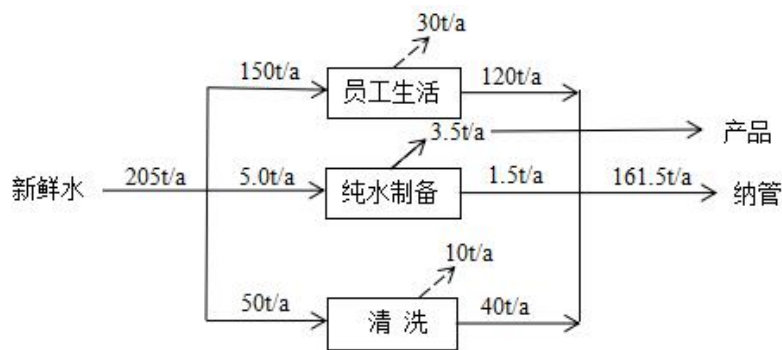 30t/a
150t/a
员工生活
120t/a
3.5t/a
产品
新鲜水
205t/a
5.0t/a
纯水制备
1.5t/a
161.5t/a
纳管
10t/a
50t/a
清 洗
40t/a